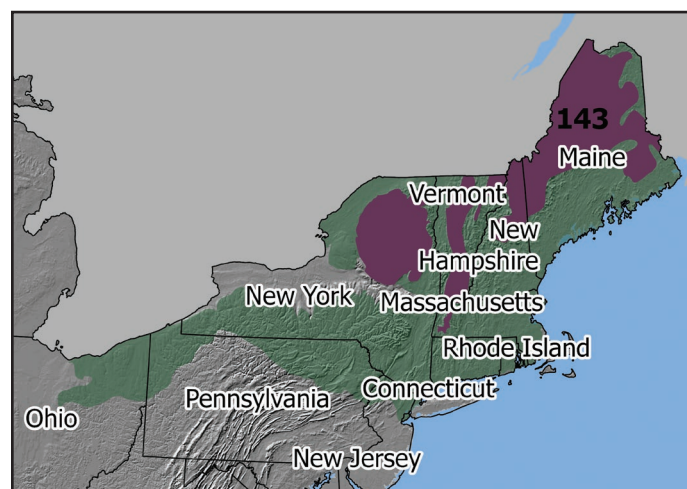 143
Maine
Vermont
New
Hampshire
New York
Massachusetts
Rhode Island
Connecticut
Pennsylvania
Ohio
New Jersey